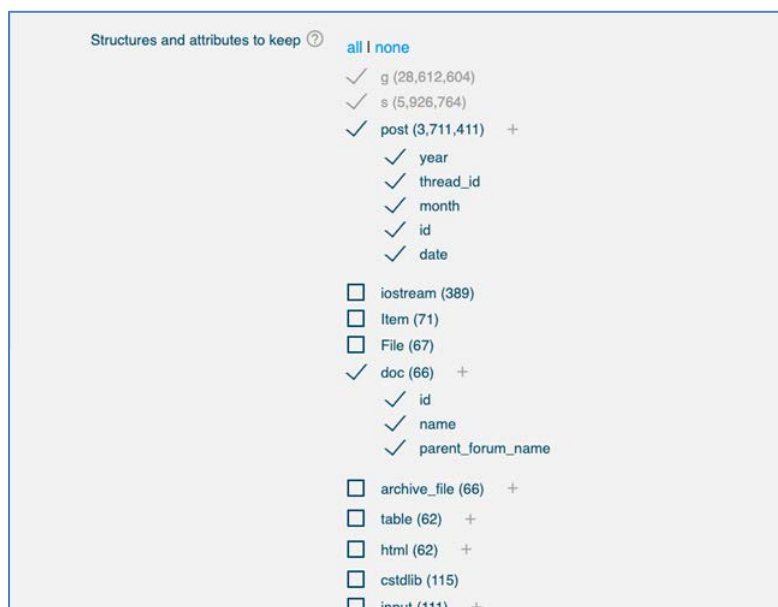 Structures and attributes to keep ?
all | none
g (28,612,604)
s (5,926,764)
post (3,711,411) +
year
thread_id
month
id
date
iostream (389)
Item (71)
File (67)
doc (66) +
id
name
parent_forum_name
archive_file (66) +
table (62) +
html (62) +
cstdlib (115)
input (111) +